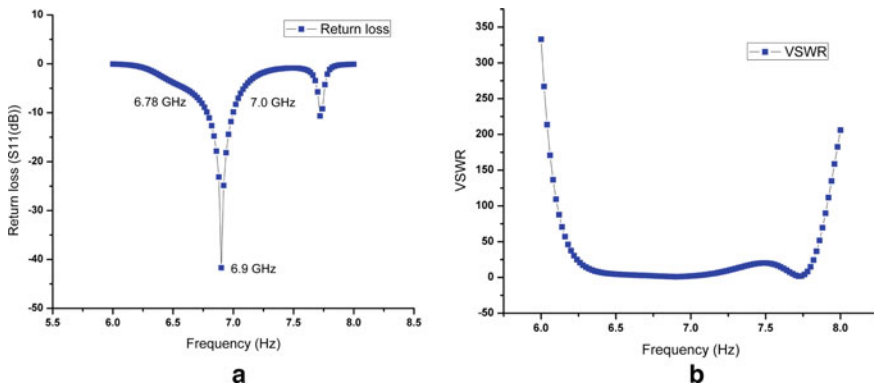 10
0
-10
-20
-30
-40
-50
Return loss (S11(dB))
Return loss
6.78 GHz
7.0 GHz
6.9 GHz
5.5 6.0 6.5 7.0 7.5 8.0 8.5
Frequency (Hz)
a
350
300
250
200
150
100
50
0
-50
VSWR
VSWR
6.0 6.5 7.0 7.5 8.0
Frequency (Hz)
b